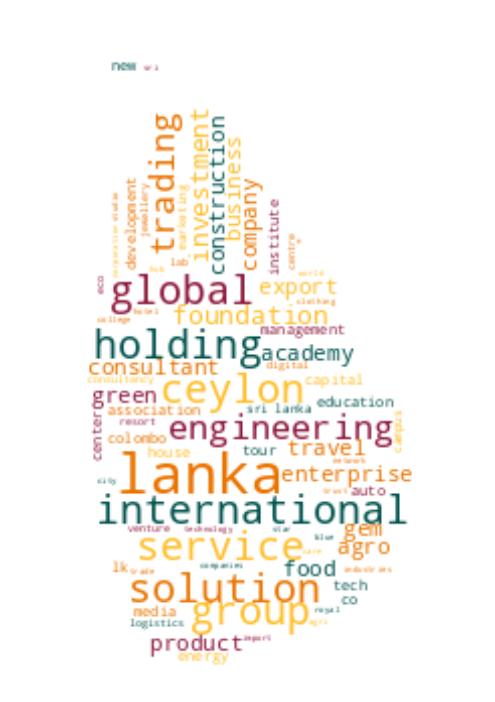 new sri
trading
investment
construction
business
company
development
jewellery
marketing
institute
centre
lab
eco
global
export
world
clothing
hotel
college
foundation
management
holding
academy
consultant
digital
consultancy
ceylon
capital
green
association
sri lanka
education
resort
engineering
campus
center
colombo
house
tour
travel
network
lanka
enterprise
city
trust
auto
international
venture
technology
star
gem
blue
service
care
agro
lk
trade
companies
food
industries
solution
tech
co
media
group
royal
logistics
agri
product
import
energy